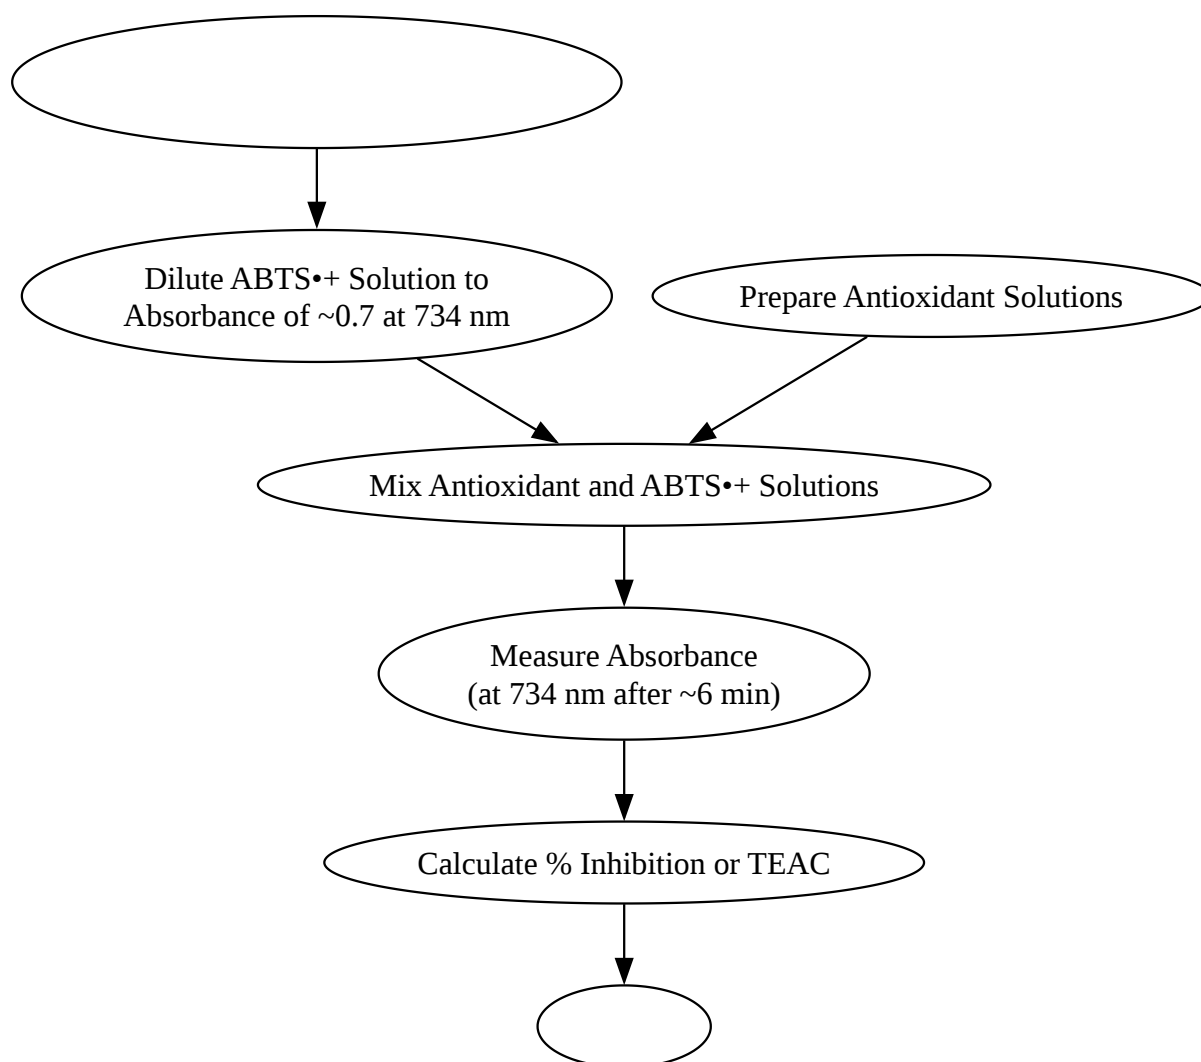 Dilute ABTS•+ Solution to
Absorbance of ~0.7 at 734 nm
Prepare Antioxidant Solutions
Mix Antioxidant and ABTS•+ Solutions
Measure Absorbance
(at 734 nm after ~6 min)
Calculate % Inhibition or TEAC